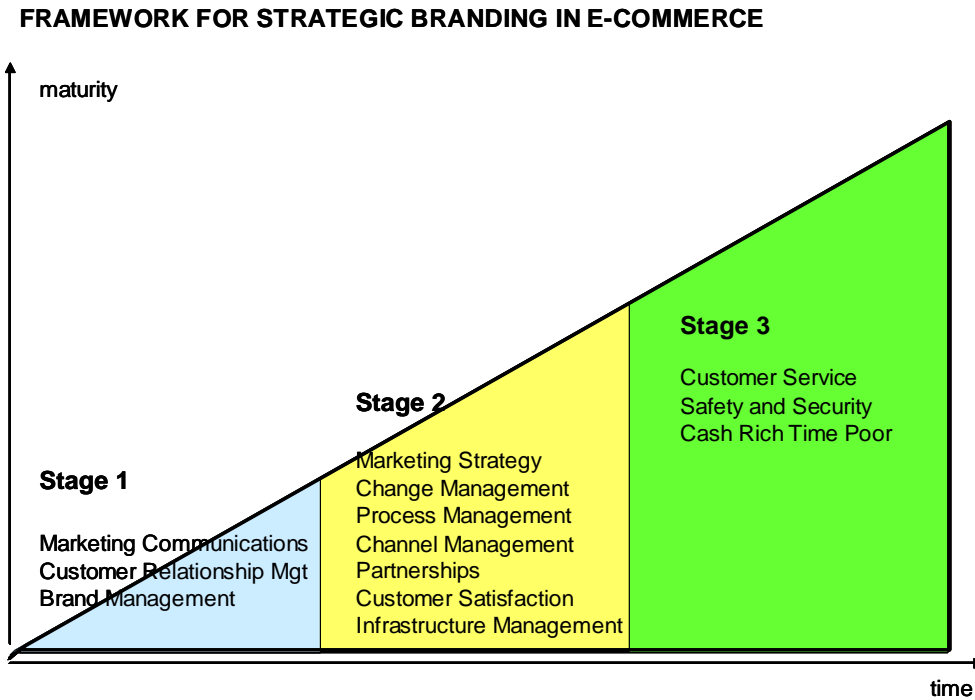 FRAMEWORK FOR STRATEGIC BRANDING IN E-COMMERCE
maturity
Stage 1
Marketing Communications
Customer Relationship Mgt
Brand Management
Stage 2
Marketing Strategy
Change Management
Process Management
Channel Management
Partnerships
Customer Satisfaction
Infrastructure Management
Stage 3
Customer Service
Safety and Security
Cash Rich Time Poor
time